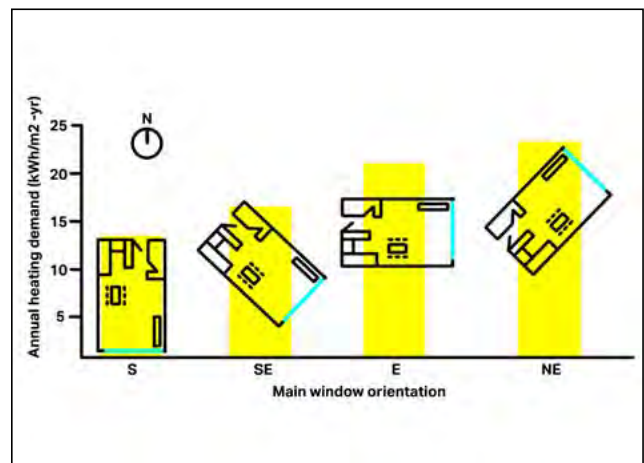 N
Annual heating demand (kWh/m2 -yr)
25
20
15
10
5
S SE E NE
Main window orientation